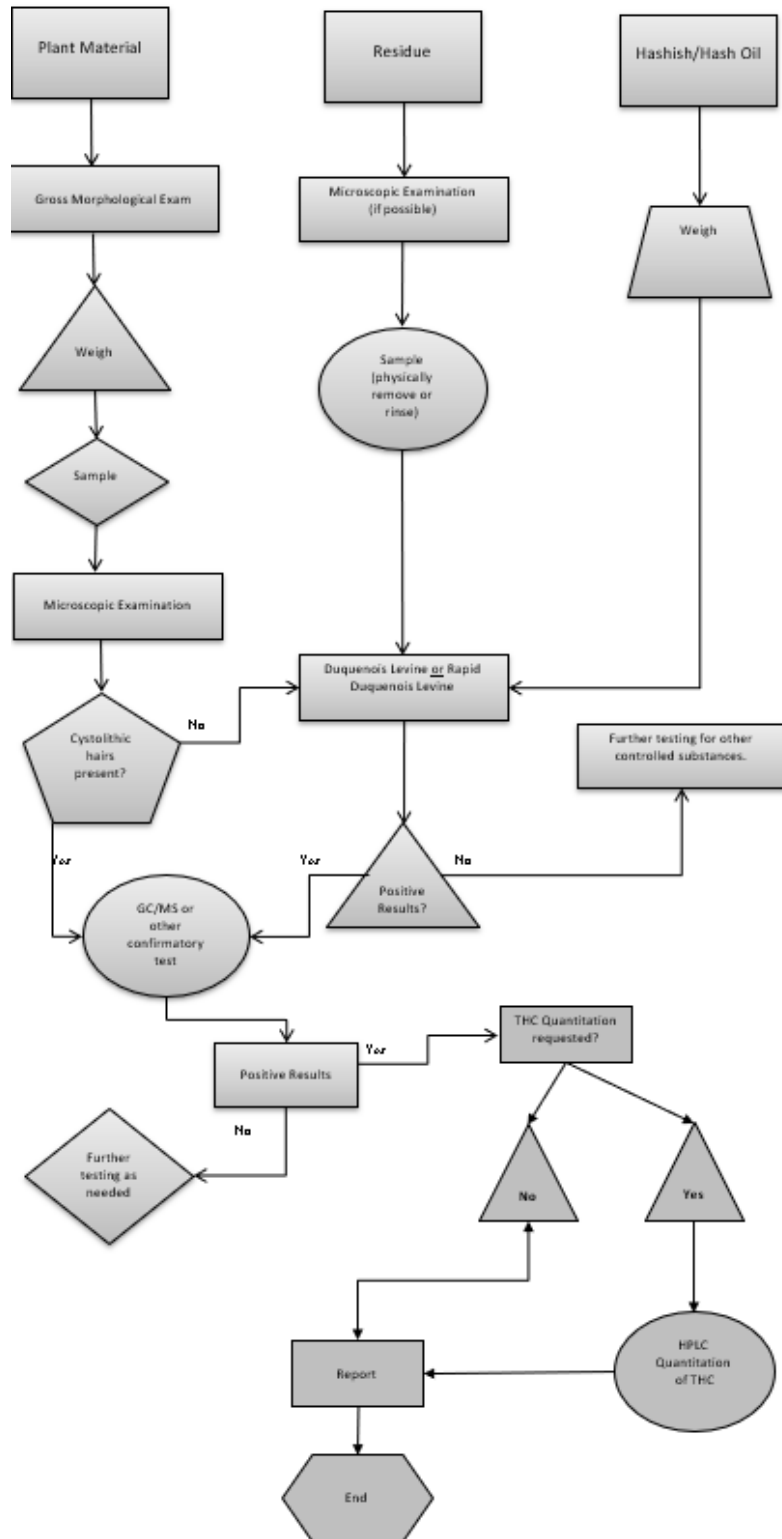 Plant Material
Residue
Hashish/Hash Oil
Gross Morphological Exam
Microscopic Examination
(if possible)
Weigh
Weigh
Sample
(physically
remove or
rinse)
Sample
Microscopic Examination
Duquenois Levine or Rapid
Duquenois Levine
No
Cystolithic
hairs
present?
Further testing for other
controlled substances.
Yes
Yes
No
Positive
Results?
GC/MS or
other
confirmatory
test
THC Quantitation
requested?
Yes
Positive Results
No
Further
testing as
needed
No
Yes
HPLC
Quantitation
of THC
Report
End